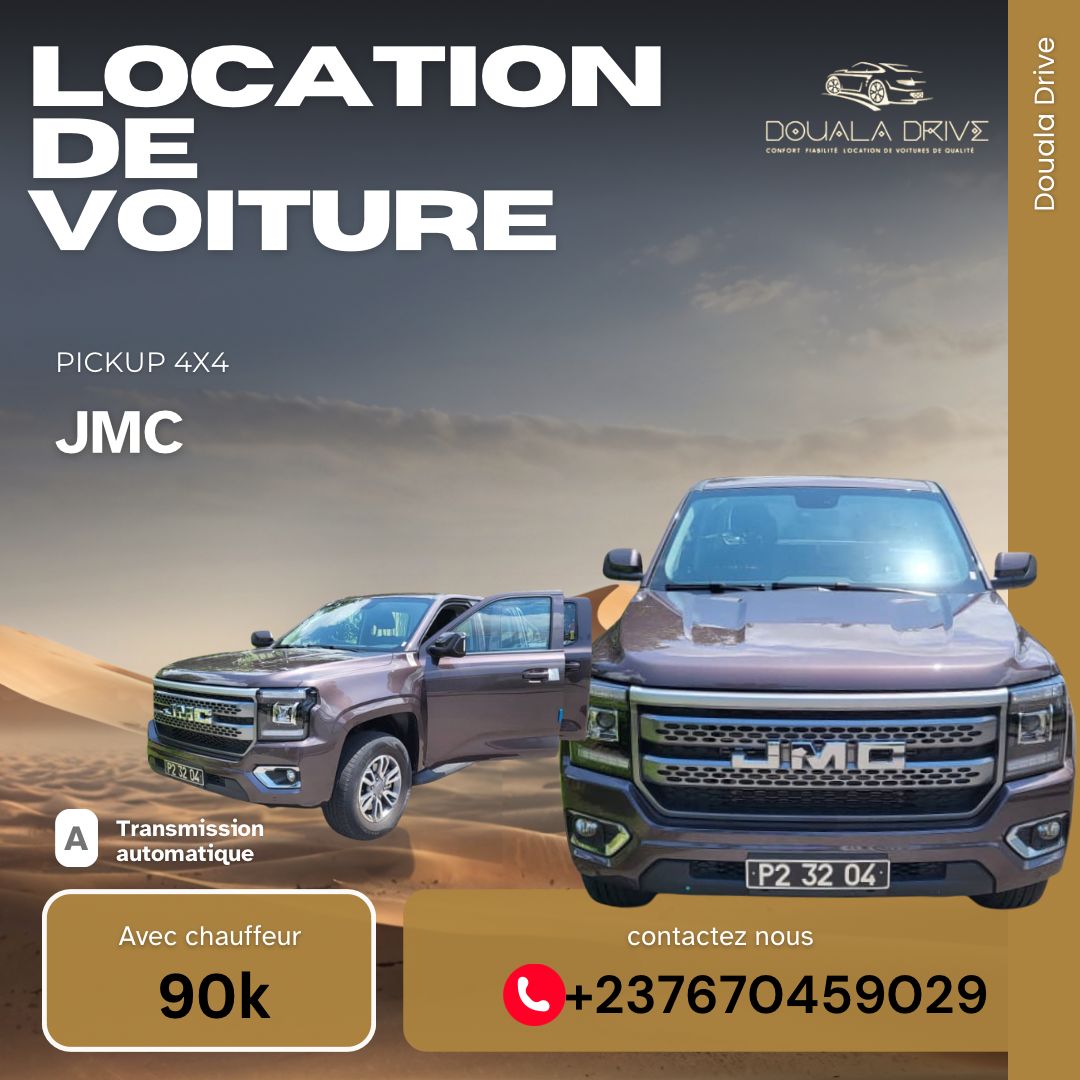 LOCATION
DE
VOITURE
DOUALA DRIVE
CONFORT FIABILITÉ LOCATION DE VOITURES DE QUALITÉ
Douala Drive
PICKUP 4X4
JMC
JMC
P2 32 04
JMC
P2 32 04
A
Transmission
automatique
Avec chauffeur
90k
contactez nous
+237670459029